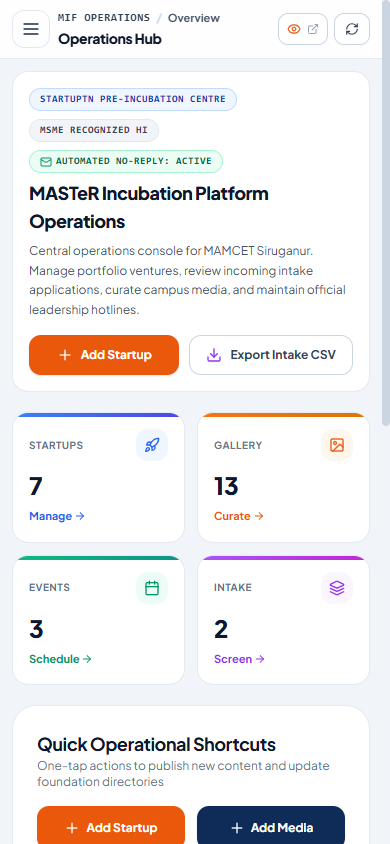 MIF OPERATIONS / Overview
Operations Hub
STARTUPTN PRE-INCUBATION CENTRE
MSME RECOGNIZED HI
AUTOMATED NO-REPLY: ACTIVE
MASTeR Incubation Platform
Operations
Central operations console for MAMCET Siruganur.
Manage portfolio ventures, review incoming intake
applications, curate campus media, and maintain official
leadership hotlines.
+ Add Startup
Export Intake CSV
STARTUPS
7
Manage →
GALLERY
13
Curate →
EVENTS
3
Schedule →
INTAKE
2
Screen →
Quick Operational Shortcuts
One-tap actions to publish new content and update
foundation directories
+ Add Startup
+ Add Media